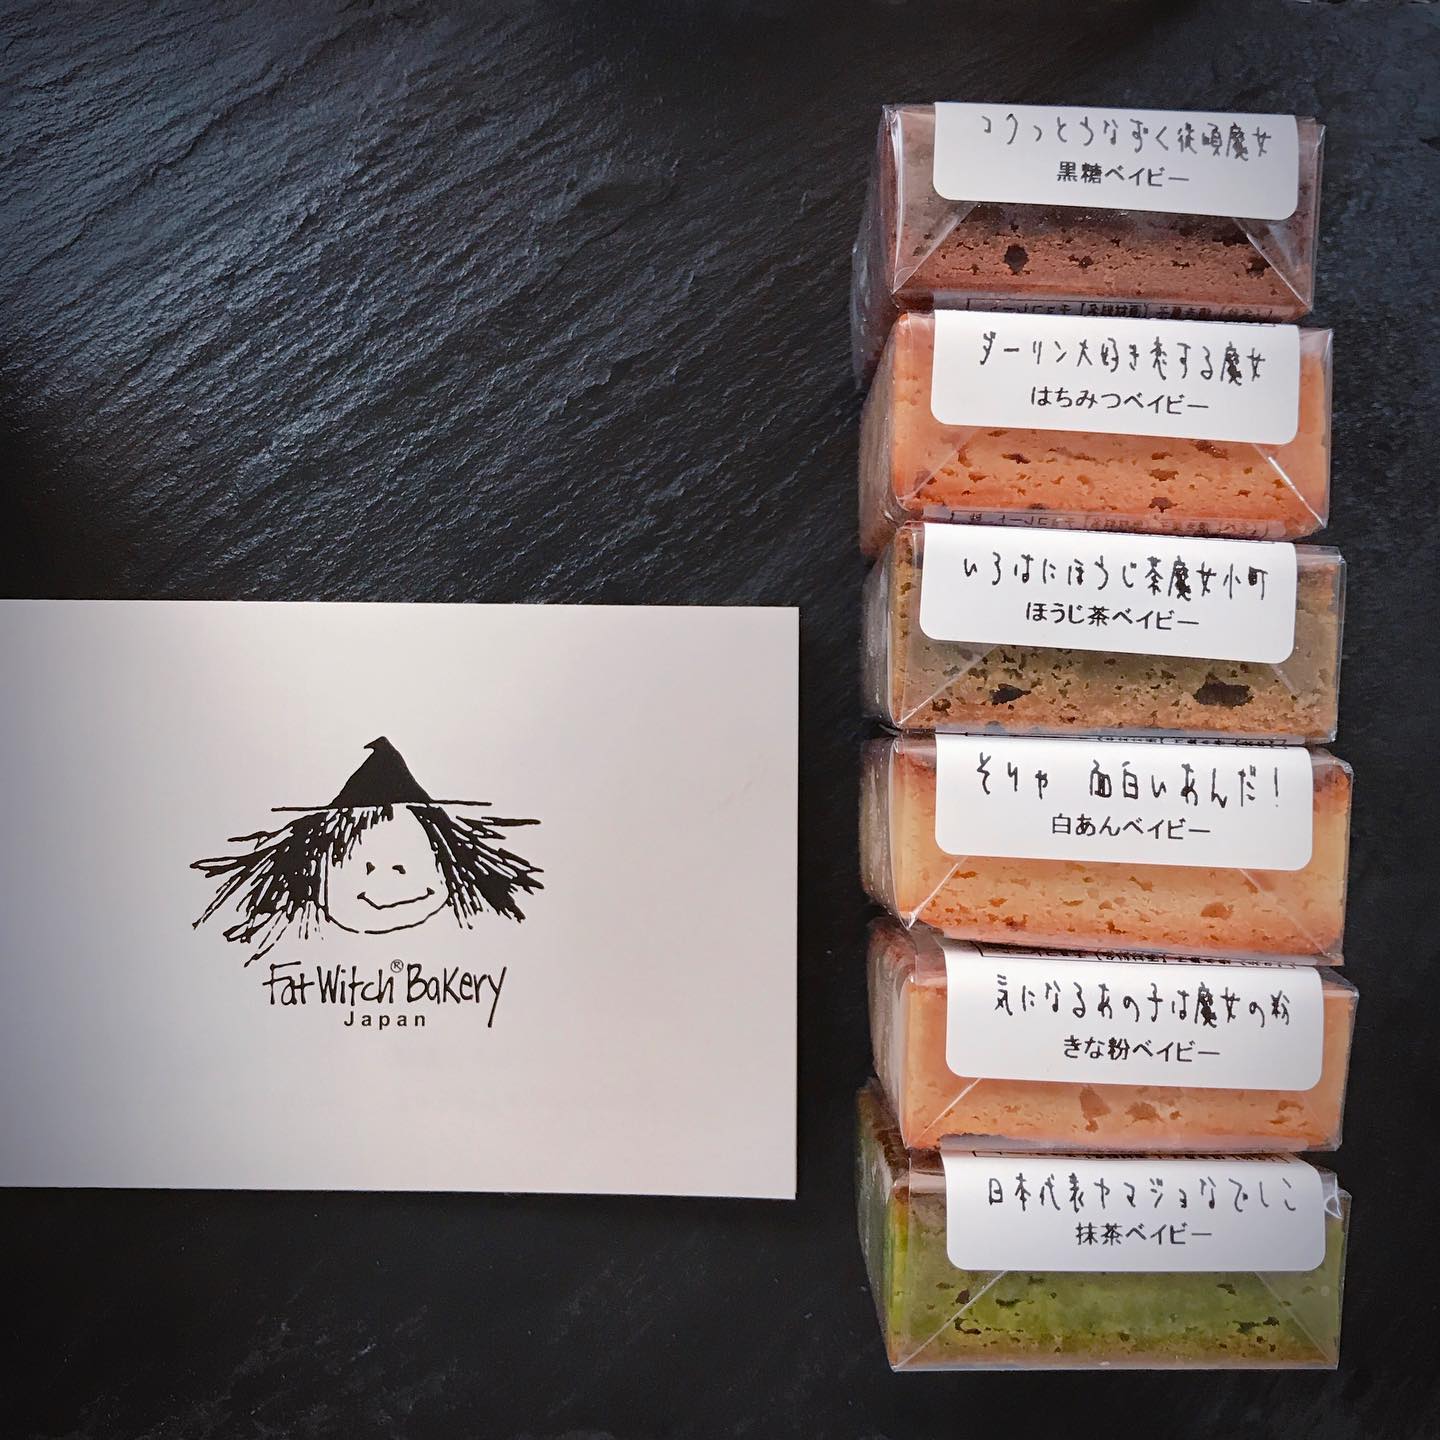 Fat Witch® Bakery
Japan
コクっとうなずく従順魔女
黒糖ベイビー
ダーリン大好き恋する魔女
はちみつベイビー
いろはにほうじ茶魔女小町
ほうじ茶ベイビー
そりゃ 面白いあんだ！
白あんベイビー
気になるあの子は魔女の粉
きな粉ベイビー
日本代表ヤマジョなでしこ
抹茶ベイビー